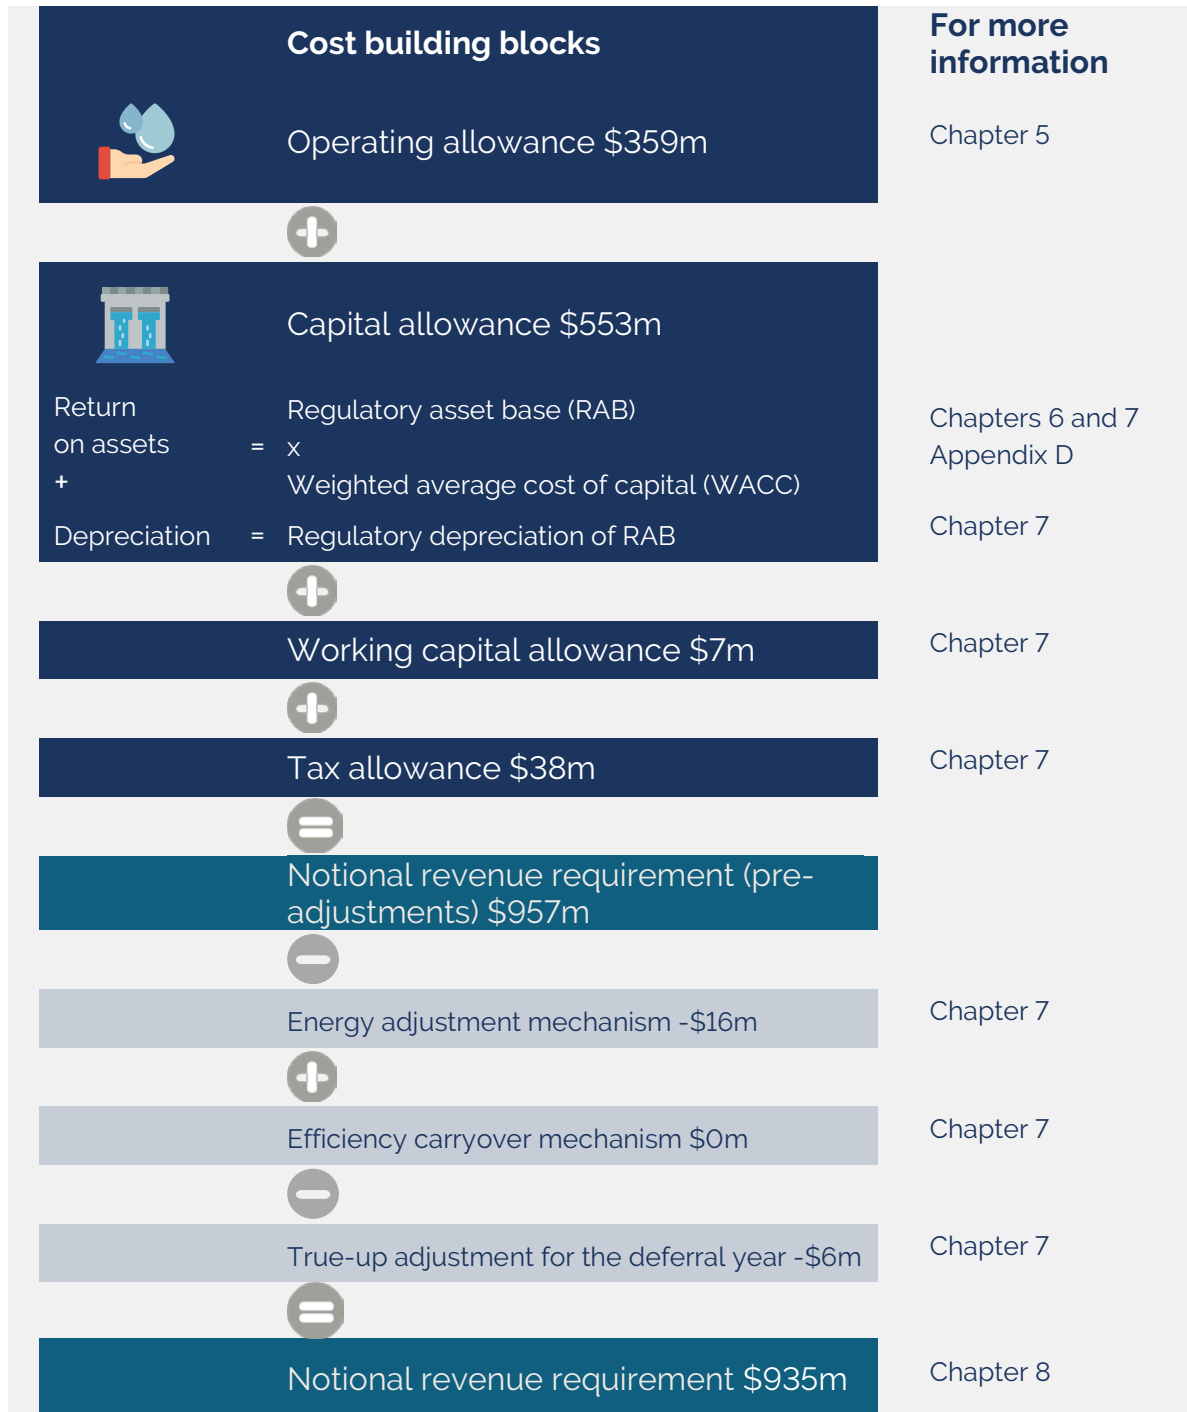 Cost building blocks
For more
information
Operating allowance $359m
Chapter 5
Capital allowance $553m
Return
on assets
+
=
Regulatory asset base (RAB)
x
Weighted average cost of capital (WACC)
Chapters 6 and 7
Appendix D
Depreciation = Regulatory depreciation of RAB
Chapter 7
Working capital allowance $7m
Chapter 7
Tax allowance $38m
Chapter 7
Notional revenue requirement (pre-
adjustments) $957m
Energy adjustment mechanism -$16m
Chapter 7
Efficiency carryover mechanism $0m
Chapter 7
True-up adjustment for the deferral year -$6m
Chapter 7
Notional revenue requirement $935m
Chapter 8